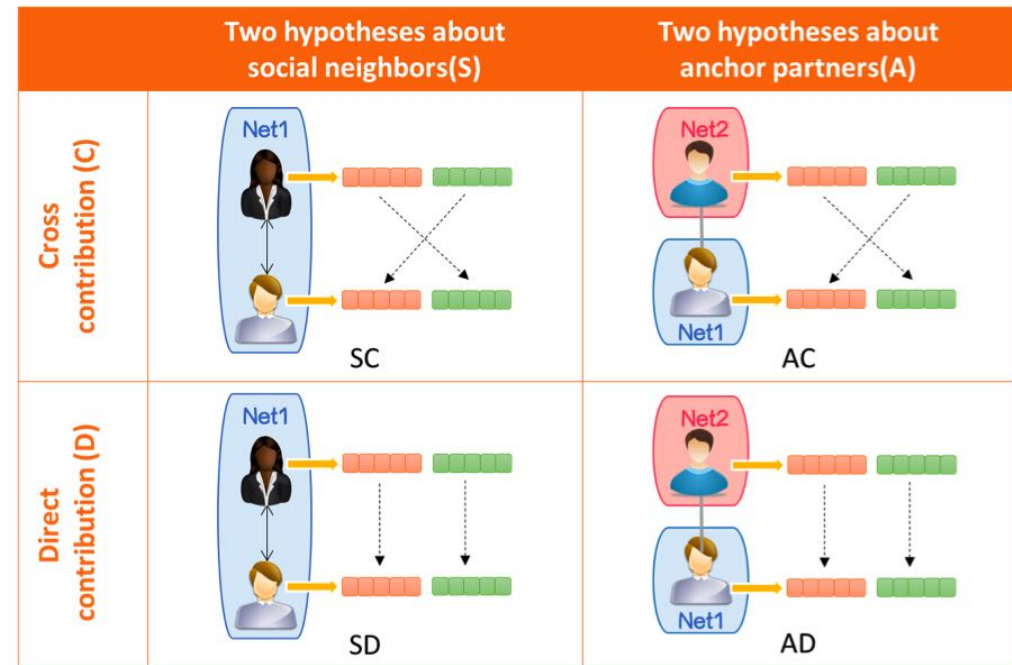 Two hypotheses about
social neighbors(S)
Two hypotheses about
anchor partners(A)
Cross
contribution (C)
Net1
SC
Net2
Net1
AC
Direct
contribution (D)
Net1
SD
Net2
Net1
AD